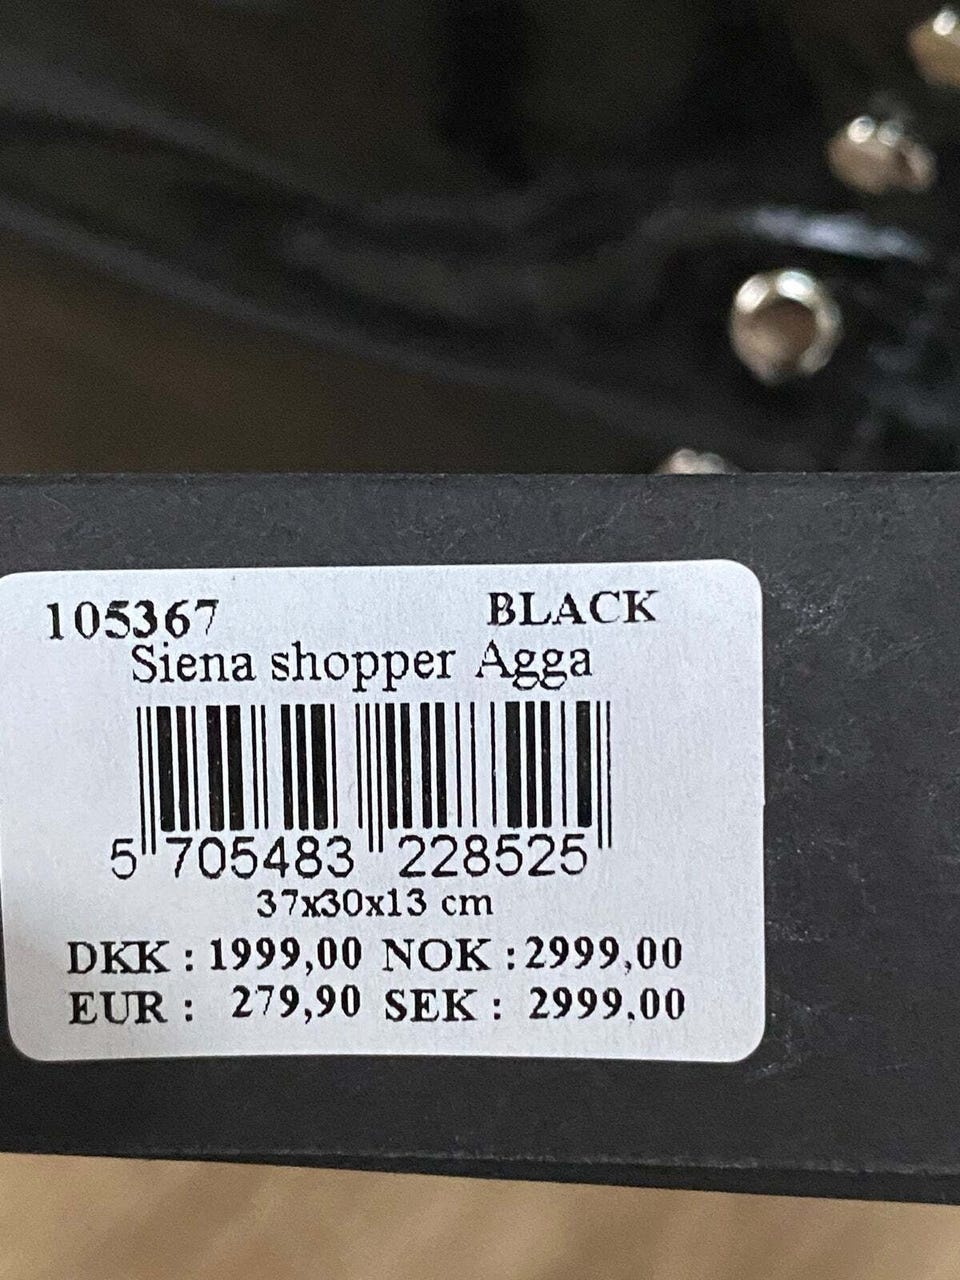 105367 BLACK
Siena shopper Agga
5 705483 228525
37x30x13 cm
DKK : 1999,00 NOK : 2999,00
EUR : 279,90 SEK : 2999.00